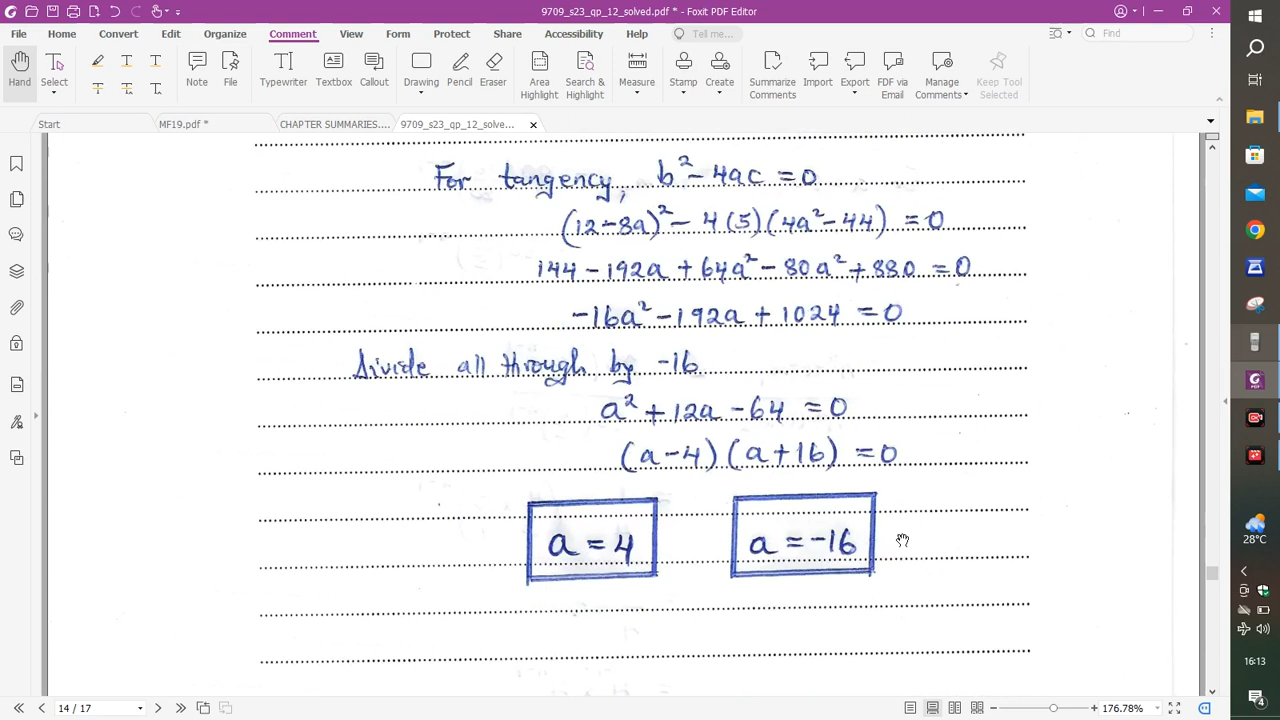 9709_s23_qp_12_solved.pdf * - Foxit PDF Editor
File Home Convert Edit Organize Comment View Form Protect Share Accessibility Help Tell me... Find
Hand Select Note File Typewriter Textbox Callout Drawing Pencil Eraser Area Highlight Search & Highlight Measure Stamp Create Summarize Comments Import Export FDF via Email Manage Comments Keep Tool Selected
Start MF19.pdf * CHAPTER SUMMARIES.... 9709_s23_qp_12_solve...
For tangency, b² - 4ac = 0
(12-8a)² - 4(5)(4a² - 44) = 0
144 - 192a + 64a² - 80a² + 880 = 0
-16a² - 192a + 1024 = 0
Divide all through by -16
a² + 12a - 64 = 0
(a-4)(a+16) = 0
a = 4 a = -16
28°C
16:13
4
14 / 17 176.78%